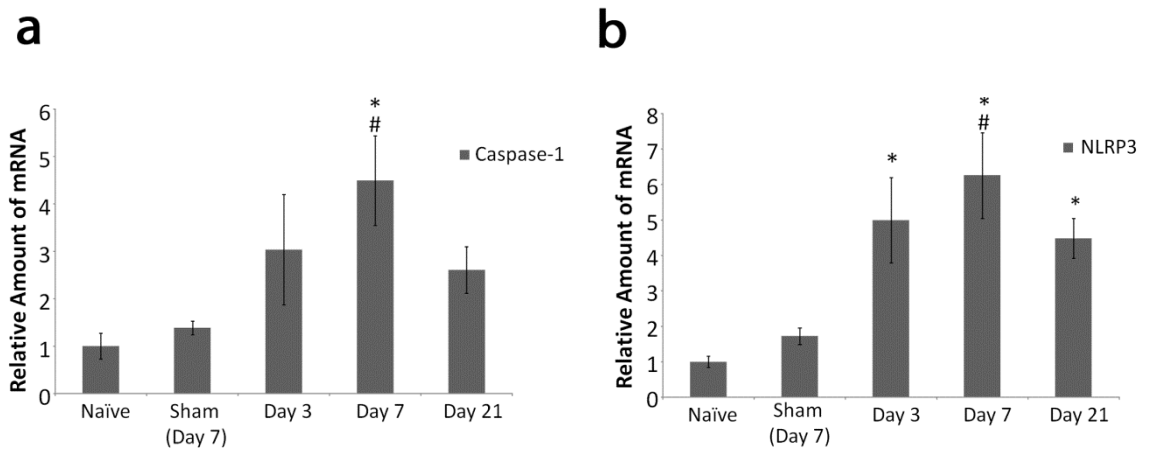 a
Relative Amount of mRNA
6
5
4
3
2
1
0
*
#
Caspase-1
Naïve
Sham
(Day 7)
Day 3
Day 7
Day 21
b
Relative Amount of mRNA
8
7
6
5
4
3
2
1
0
*
*
#
*
NLRP3
Naïve
Sham
(Day 7)
Day 3
Day 7
Day 21